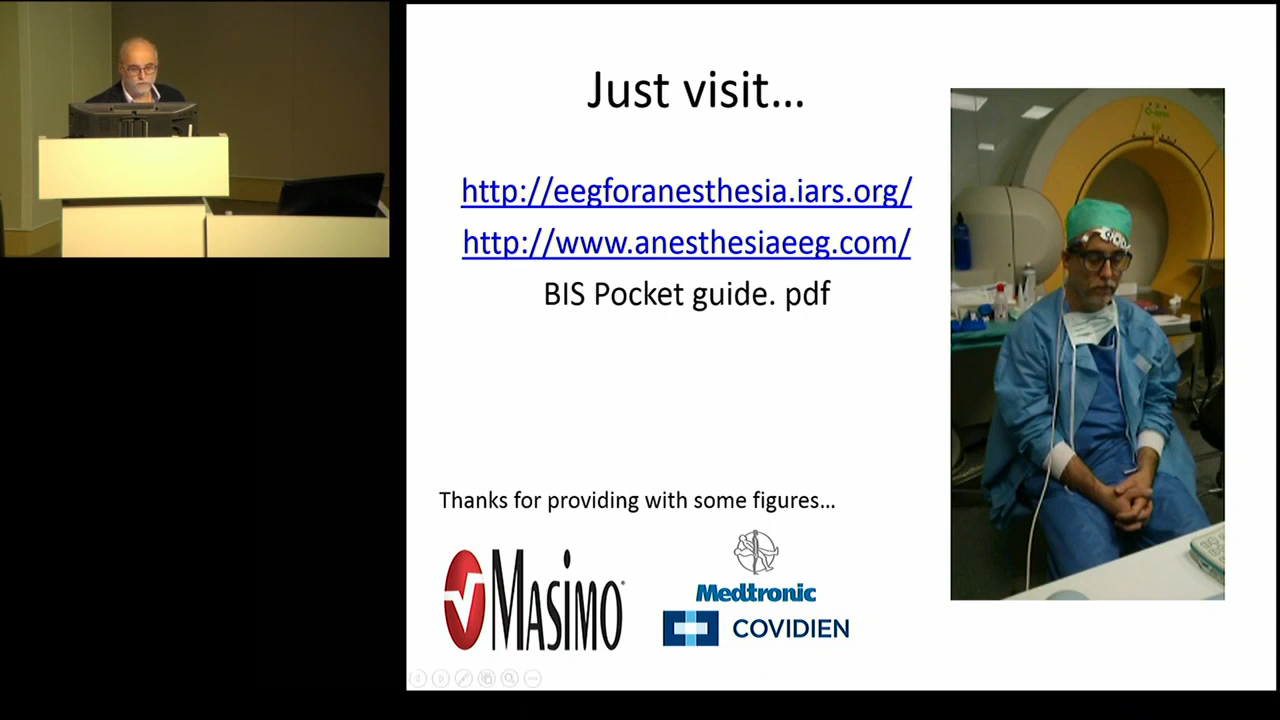 Just visit...
http://eegforanesthesia.iars.org/
http://www.anesthesiaeeg.com/
BIS Pocket guide. pdf
Thanks for providing with some figures...
Masimo
Medtronic
COVIDIEN